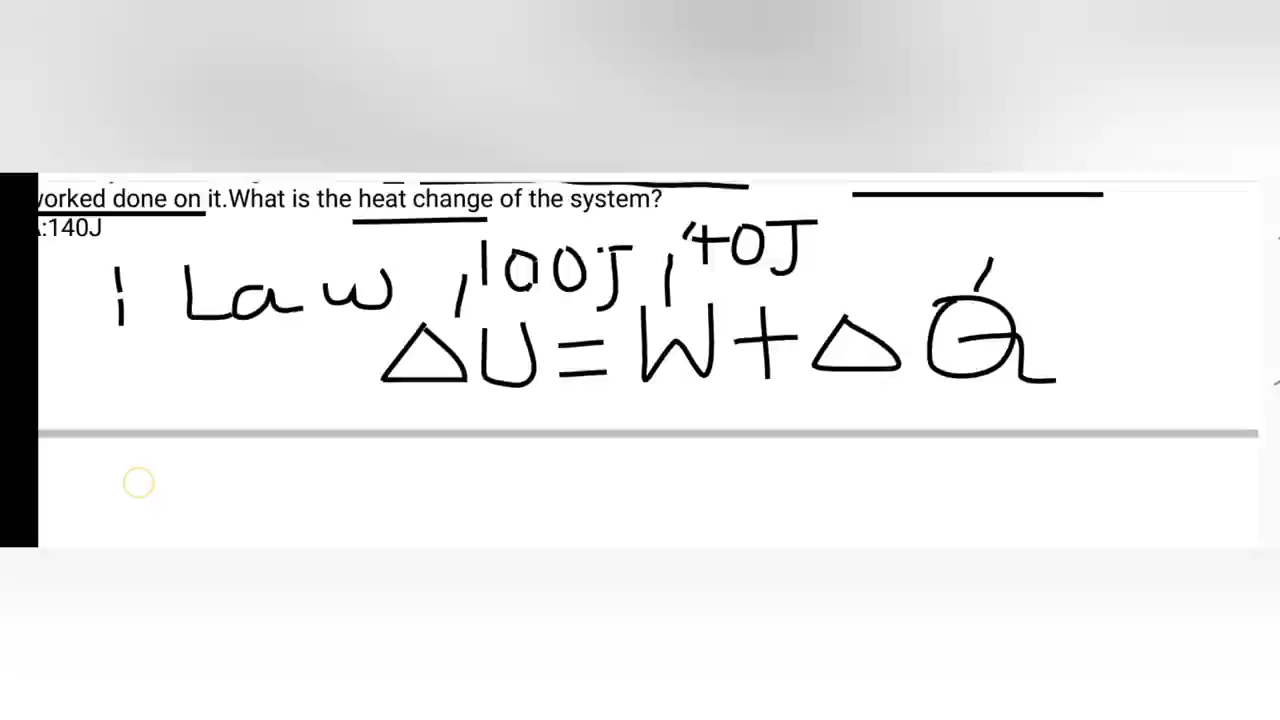 worked done on it.What is the heat change of the system?
:140J
1 Law 100J 40J
ΔU=W+ΔQ